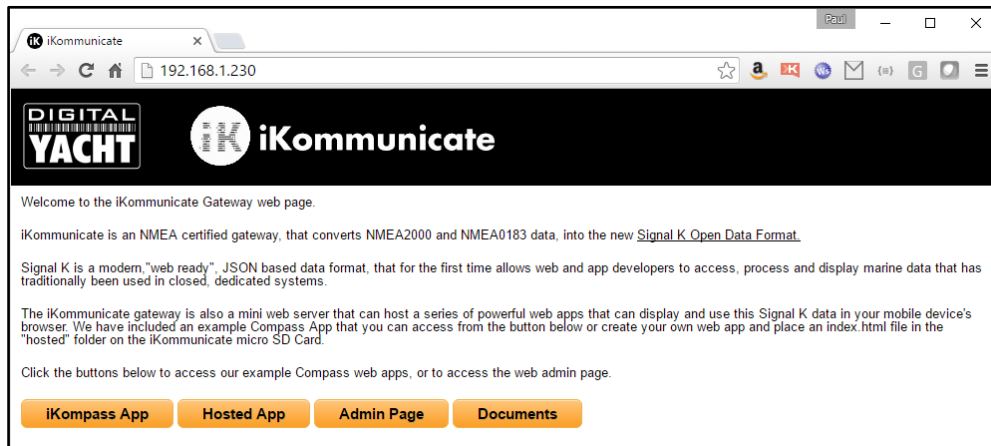 Paul
iKommunicate
192.168.1.230
DIGITAL
YACHT
iK iKommunicate
Welcome to the iKommunicate Gateway web page.
iKommunicate is an NMEA certified gateway, that converts NMEA2000 and NMEA0183 data, into the new Signal K Open Data Format.
Signal K is a modern,"web ready", JSON based data format, that for the first time allows web and app developers to access, process and display marine data that has
traditionally been used in closed, dedicated systems.
The iKommunicate gateway is also a mini web server that can host a series of powerful web apps that can display and use this Signal K data in your mobile device's
browser. We have included an example Compass App that you can access from the button below or create your own web app and place an index.html file in the
"hosted" folder on the iKommunicate micro SD Card.
Click the buttons below to access our example Compass web apps, or to access the web admin page.
iKompass App Hosted App Admin Page Documents